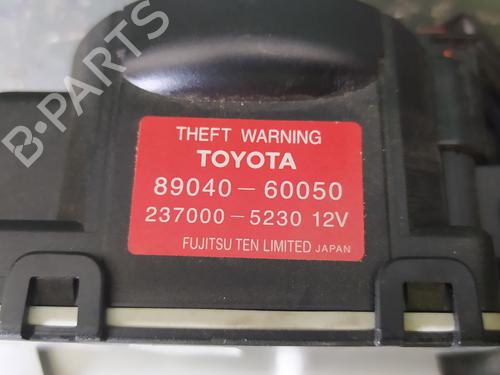 B-PARTS
THEFT WARNING
TOYOTA
89040-60050
237000-5230 12V
FUJITSU TEN LIMITED JAPAN